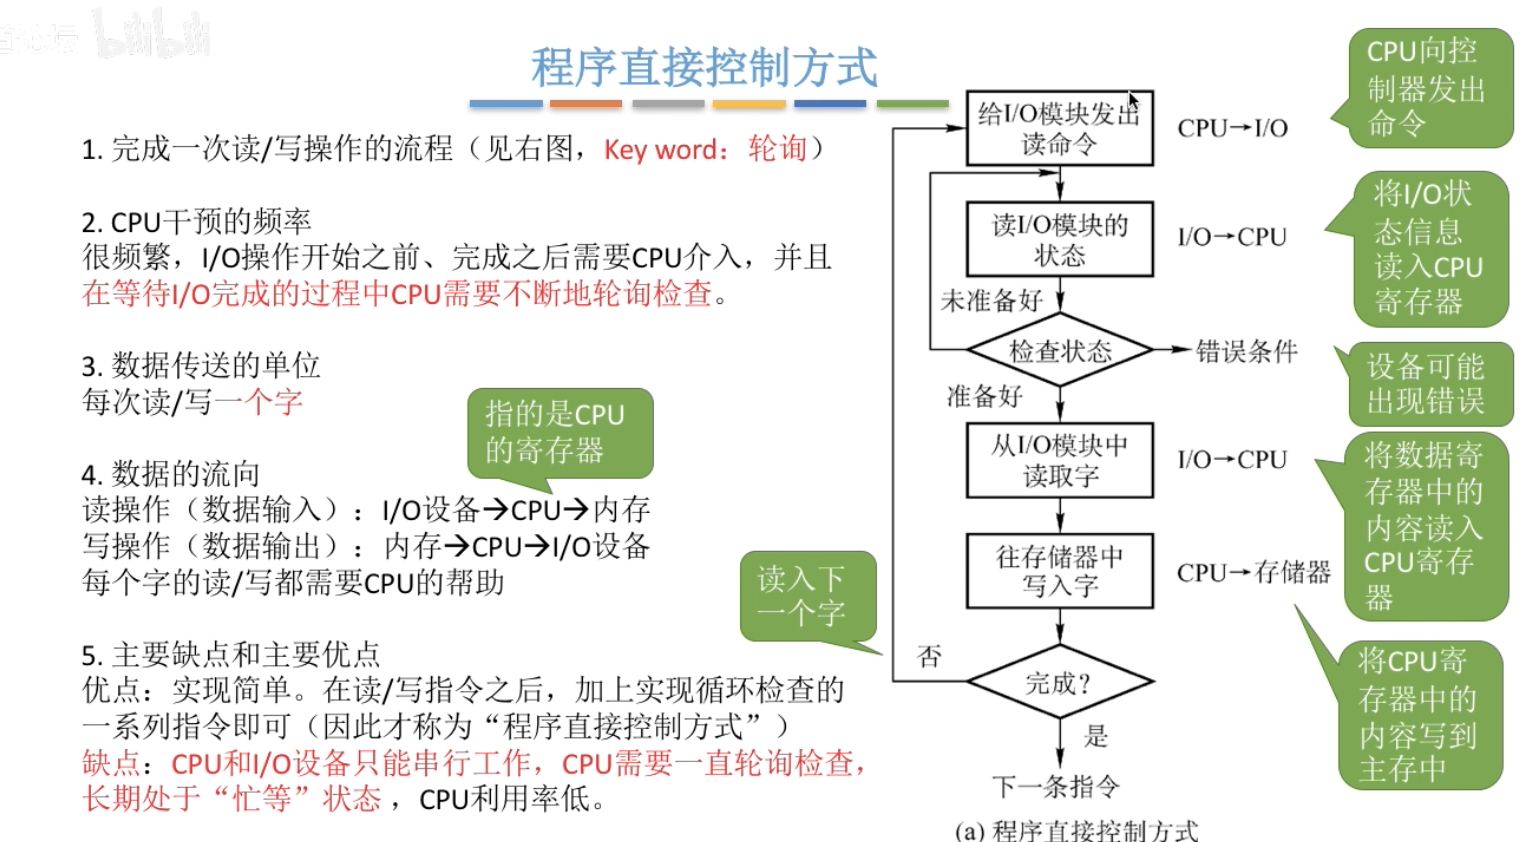 bilibili
程序直接控制方式
1. 完成一次读/写操作的流程（见右图，Key word：轮询）
2. CPU干预的频率
很频繁，I/O操作开始之前、完成之后需要CPU介入，并且
在等待I/O完成的过程中CPU需要不断地轮询检查。
3. 数据传送的单位
每次读/写一个字
指的是CPU
的寄存器
4. 数据的流向
读操作（数据输入）：I/O设备→CPU→内存
写操作（数据输出）：内存→CPU→I/O设备
每个字的读/写都需要CPU的帮助
5. 主要缺点和主要优点
优点：实现简单。在读/写指令之后，加上实现循环检查的
一系列指令即可（因此才称为“程序直接控制方式”）
缺点：CPU和I/O设备只能串行工作，CPU需要一直轮询检查，
长期处于“忙等”状态，CPU利用率低。
给I/O模块发出
读命令
CPU→I/O
CPU向控
制器发出
命令
读I/O模块的
状态
I/O→CPU
将I/O状
态信息
读入CPU
寄存器
未准备好
检查状态
错误条件
设备可能
出现错误
准备好
从I/O模块中
读取字
I/O→CPU
将数据寄
存器中的
内容读入
CPU寄存
器
往存储器中
写入字
CPU→存储器
将CPU寄
存器中的
内容写到
主存中
读入下
一个字
否
完成？
是
下一条指令
(a) 程序直接控制方式